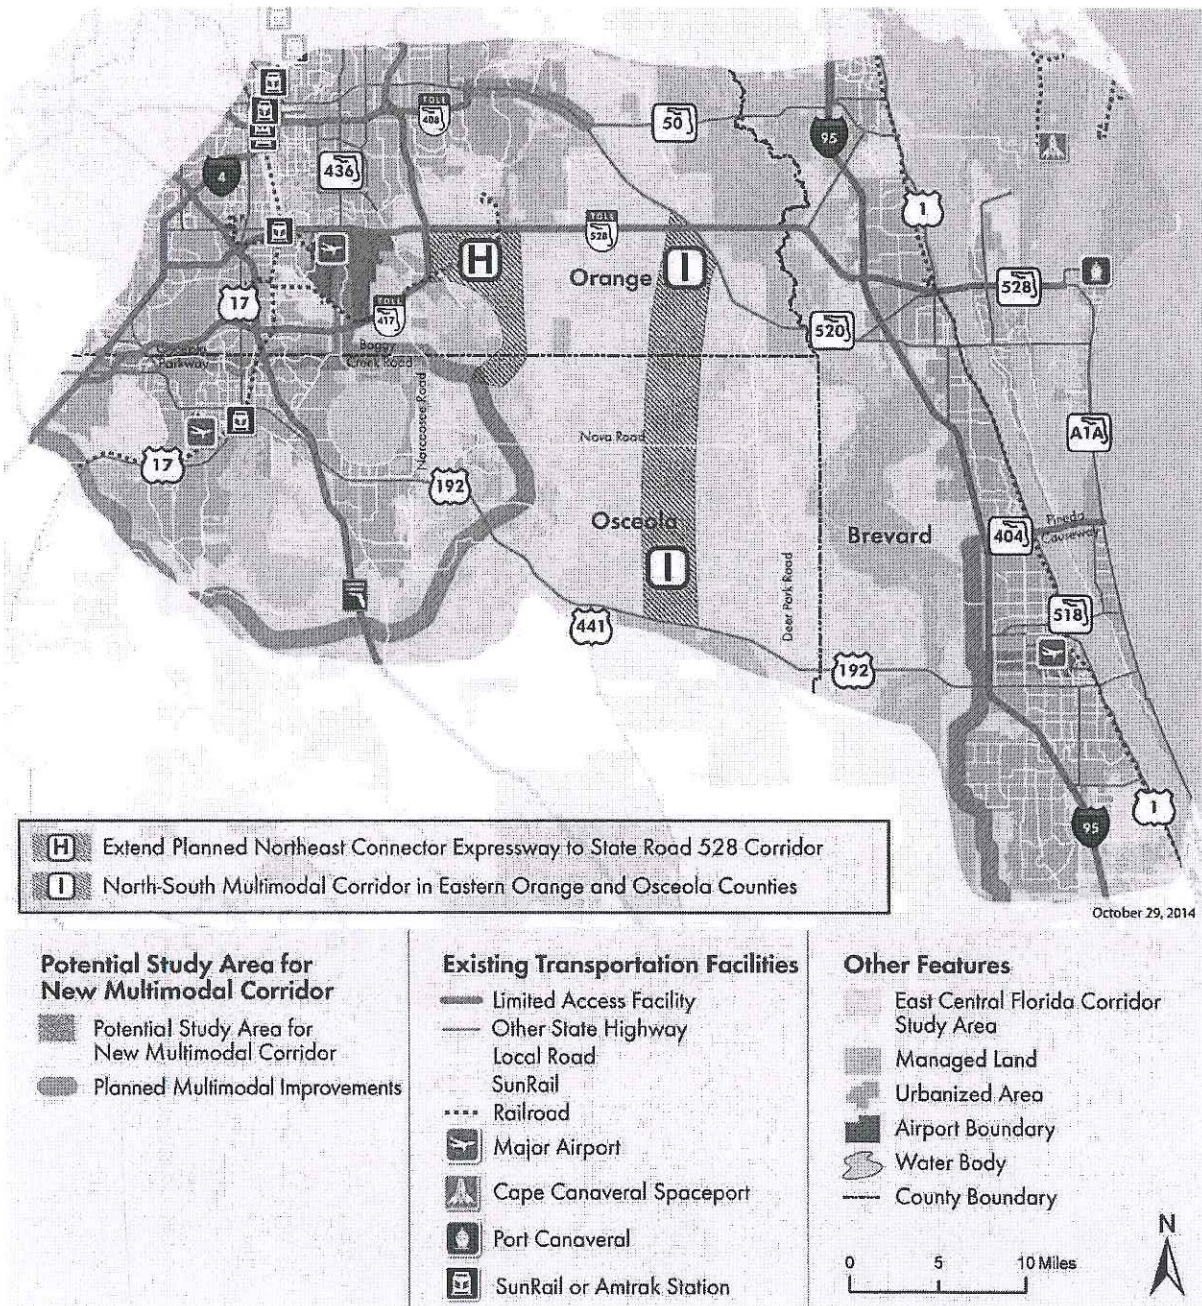 TOLL
408
50
95
4
436
1
TOLL
528
H
Orange
I
528
17
TOLL
417
520
Parkway
Boggy
Creek Road
Narcoossee Road
Nova Road
A1A
17
192
Osceola
Brevard
404
Pineda
Causeway
I
Deer Park Road
518
441
192
1
95
H Extend Planned Northeast Connector Expressway to State Road 528 Corridor
I North-South Multimodal Corridor in Eastern Orange and Osceola Counties
October 29, 2014
Potential Study Area for
New Multimodal Corridor
Potential Study Area for
New Multimodal Corridor
Planned Multimodal Improvements
Existing Transportation Facilities
Limited Access Facility
Other State Highway
Local Road
SunRail
Railroad
Major Airport
Cape Canaveral Spaceport
Port Canaveral
SunRail or Amtrak Station
Other Features
East Central Florida Corridor
Study Area
Managed Land
Urbanized Area
Airport Boundary
Water Body
County Boundary
N
0 5 10 Miles